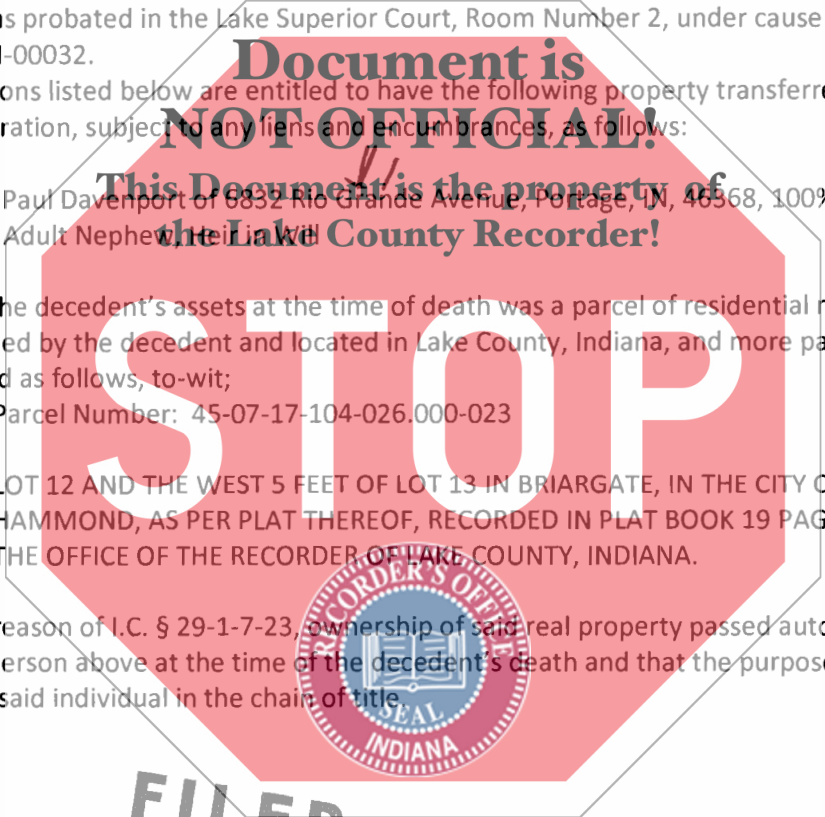 s probated in the Lake Superior Court, Room Number 2, under cause
-00032.
Document is
ons listed below are entitled to have the following property transferre
NOT OFFICIAL!
ration, subject to any liens and encumbrances, as follows:
This Document is the property of
Paul Davenport of 6832 Rio Grande Avenue, Portage, IN, 46368, 100%
the Lake County Recorder!
Adult Nephew, Heir in Will
he decedent's assets at the time of death was a parcel of residential r
ed by the decedent and located in Lake County, Indiana, and more pa
d as follows, to-wit;
STOP
Parcel Number: 45-07-17-104-026.000-023
LOT 12 AND THE WEST 5 FEET OF LOT 13 IN BRIARGATE, IN THE CITY O
HAMMOND, AS PER PLAT THEREOF, RECORDED IN PLAT BOOK 19 PAG
THE OFFICE OF THE RECORDER OF LAKE COUNTY, INDIANA.
RECORDER'S OFFICE
eason of I.C. § 29-1-7-23, ownership of said real property passed auto
erson above at the time of the decedent's death and that the purpose
said individual in the chain of title.
SEAL
INDIANA
FILED